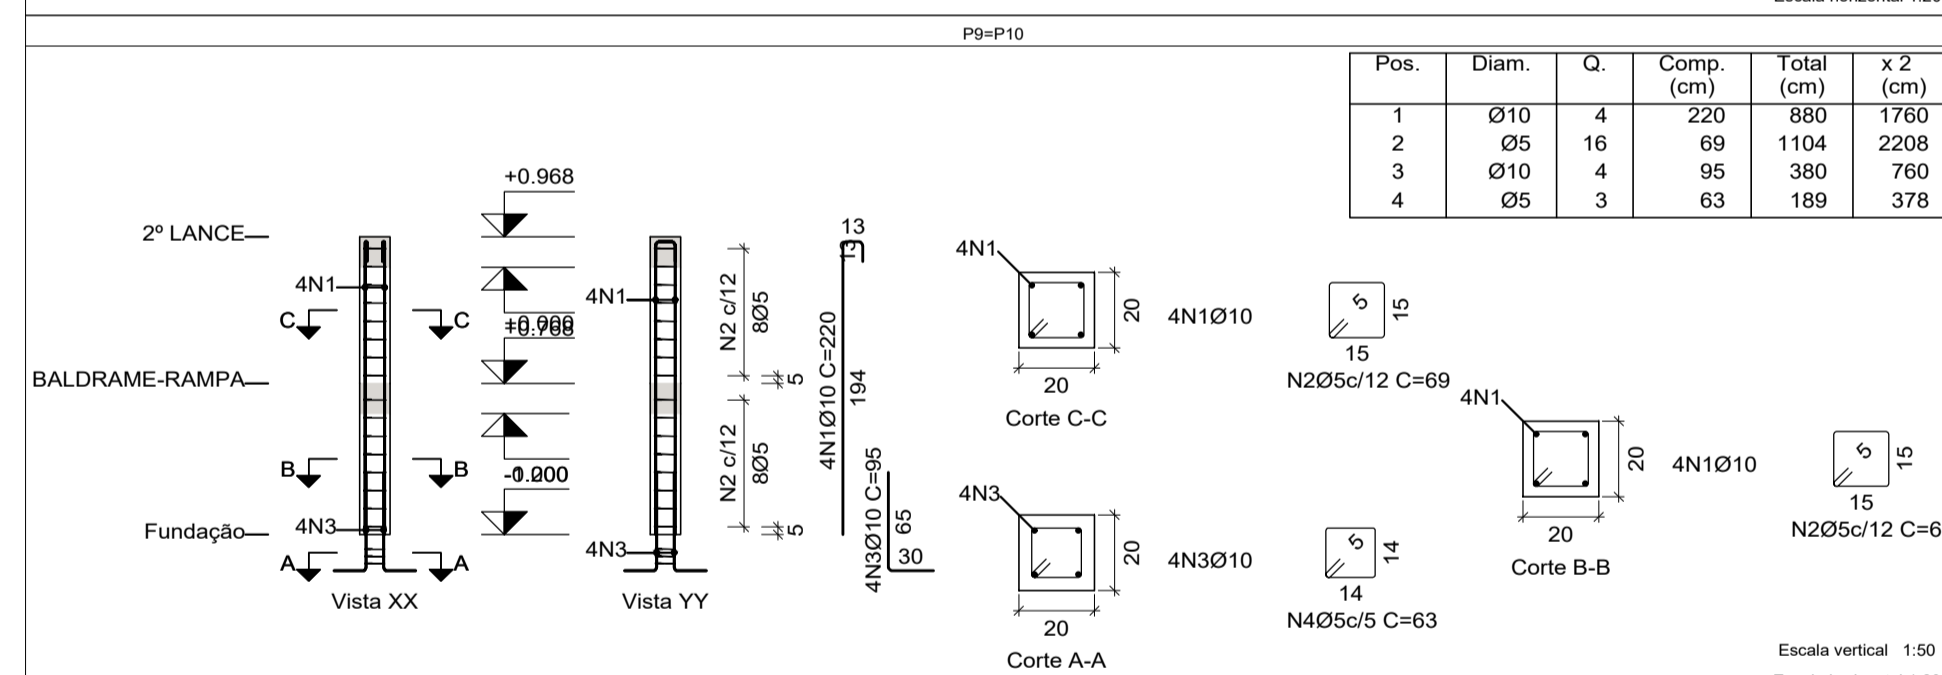 P9=P10
Pos. Diam. Q. Comp. (cm) Total (cm) x 2 (cm)
1 Ø10 4 220 880 1760
2 Ø5 16 69 1104 2208
3 Ø10 4 95 380 760
4 Ø5 3 63 189 378
2º LANCE
BALDRAME-RAMPA
Fundação
4N1
C C
B B
4N3
A A
Vista XX
+0.968
+0.768
+0.000
-1.200
4N1
4N3
Vista YY
N2 c/12
8Ø5
5
N2 c/12
8Ø5
5
13
13
4N1Ø10 C=220
194
4N3Ø10 C=95
65
30
4N1
20
20
4N1Ø10
Corte C-C
5
15
15
N2Ø5c/12 C=69
4N3
20
20
4N3Ø10
Corte A-A
5
14
14
N4Ø5c/5 C=63
4N1
20
20
4N1Ø10
Corte B-B
5
15
15
N2Ø5c/12 C=6
Escala vertical 1:50